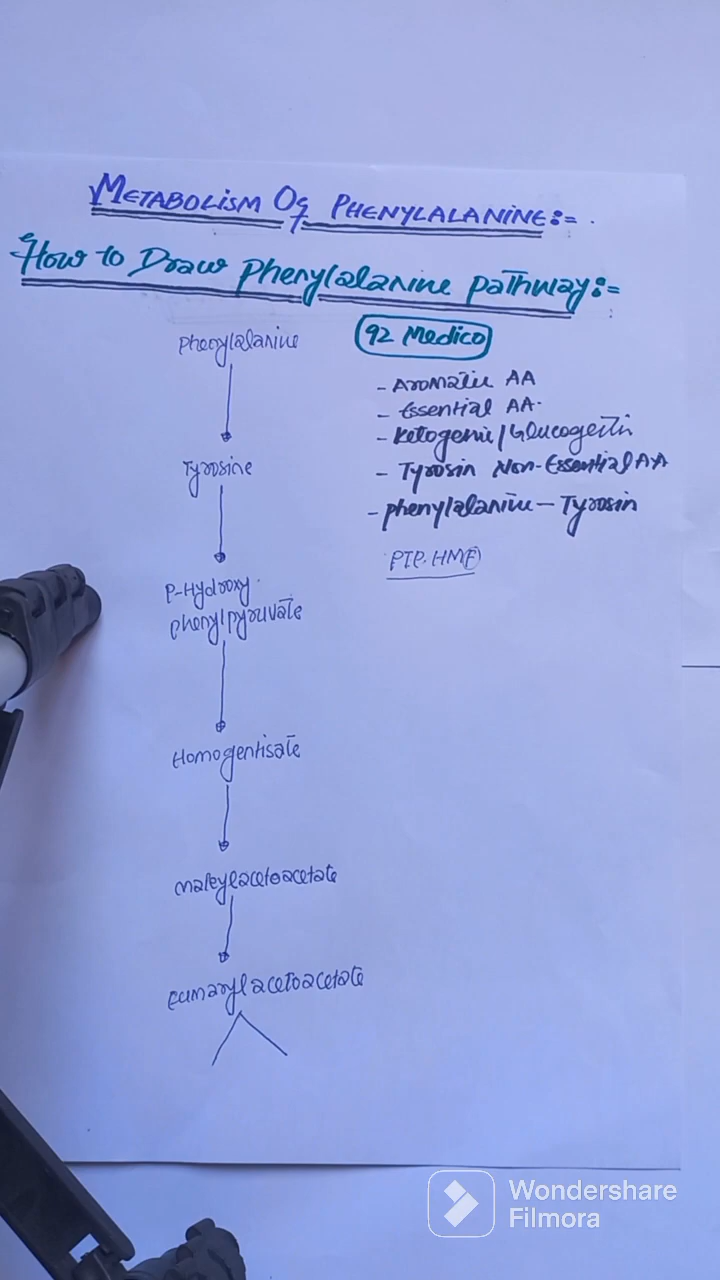 METABOLISM OF PHENYLALANINE:=.
How to Draw phenylalanine pathway:=
92 Medico
phenylalanine
- Aromatic AA
- Essential AA.
- Ketogenic/Glucogenic
Tyrosine
- Tyrosin Non-Essential AA
- phenylalanine - Tyrosin
PTP.HMF
P-Hydroxy
phenylpyruvate
Homogentisate
maleylacetoacetate
Fumarylacetoacetate
Wondershare
Filmora